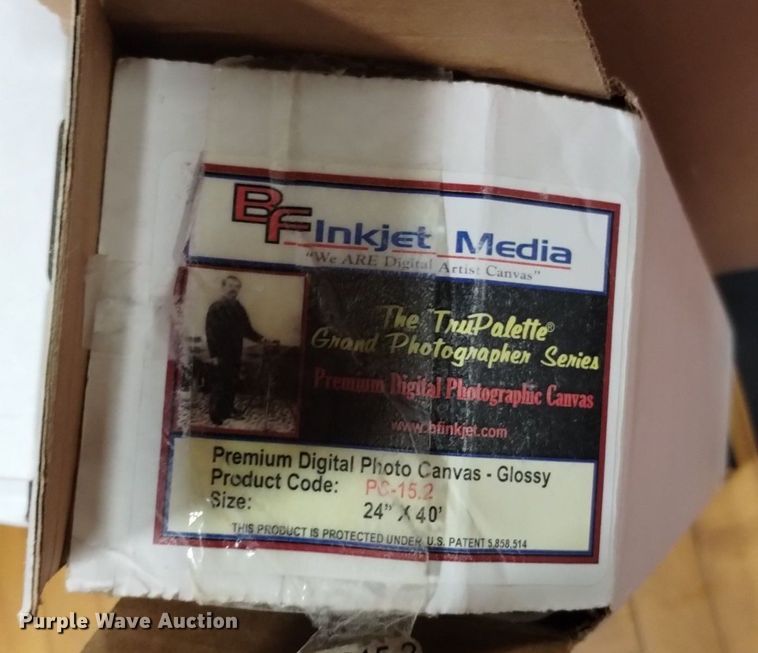 BF Inkjet Media
"We ARE Digital Artist Canvas"
The TruPalette®
Grand Photographer Series
Premium Digital Photographic Canvas
www.bfinkjet.com
Premium Digital Photo Canvas - Glossy
Product Code: PC-15.2
Size: 24" X 40'
THIS PRODUCT IS PROTECTED UNDER U.S. PATENT 5,858,514
Purple Wave Auction
15.2